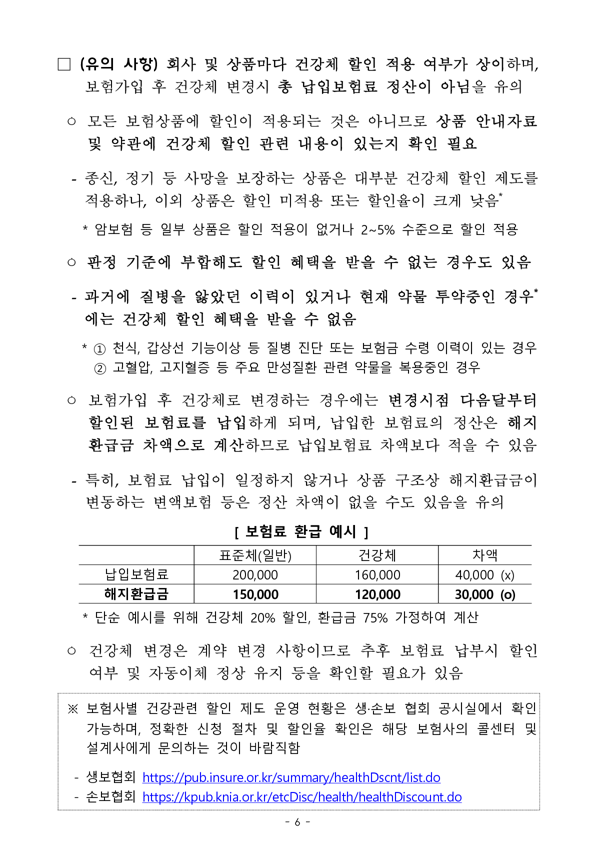 □ (유의 사항) 회사 및 상품마다 건강체 할인 적용 여부가 상이하며,
보험가입 후 건강체 변경시 총 납입보험료 정산이 아님을 유의
○ 모든 보험상품에 할인이 적용되는 것은 아니므로 상품 안내자료
및 약관에 건강체 할인 관련 내용이 있는지 확인 필요
- 종신, 정기 등 사망을 보장하는 상품은 대부분 건강체 할인 제도를
적용하나, 이외 상품은 할인 미적용 또는 할인율이 크게 낮음*
* 암보험 등 일부 상품은 할인 적용이 없거나 2~5% 수준으로 할인 적용
○ 판정 기준에 부합해도 할인 혜택을 받을 수 없는 경우도 있음
- 과거에 질병을 앓았던 이력이 있거나 현재 약물 투약중인 경우*
에는 건강체 할인 혜택을 받을 수 없음
* ① 천식, 갑상선 기능이상 등 질병 진단 또는 보험금 수령 이력이 있는 경우
② 고혈압, 고지혈증 등 주요 만성질환 관련 약물을 복용중인 경우
○ 보험가입 후 건강체로 변경하는 경우에는 변경시점 다음달부터
할인된 보험료를 납입하게 되며, 납입한 보험료의 정산은 해지
환급금 차액으로 계산하므로 납입보험료 차액보다 적을 수 있음
- 특히, 보험료 납입이 일정하지 않거나 상품 구조상 해지환급금이
변동하는 변액보험 등은 정산 차액이 없을 수도 있음을 유의
[ 보험료 환급 예시 ]
표준체(일반) 건강체 차액
납입보험료 200,000 160,000 40,000 (x)
해지환급금 150,000 120,000 30,000 (o)
* 단순 예시를 위해 건강체 20% 할인, 환급금 75% 가정하여 계산
○ 건강체 변경은 계약 변경 사항이므로 추후 보험료 납부시 할인
여부 및 자동이체 정상 유지 등을 확인할 필요가 있음
※ 보험사별 건강관련 할인 제도 운영 현황은 생·손보 협회 공시실에서 확인
가능하며, 정확한 신청 절차 및 할인율 확인은 해당 보험사의 콜센터 및
설계사에게 문의하는 것이 바람직함
- 생보협회 https://pub.insure.or.kr/summary/healthDscnt/list.do
- 손보협회 https://kpub.knia.or.kr/etcDisc/health/healthDiscount.do
- 6 -